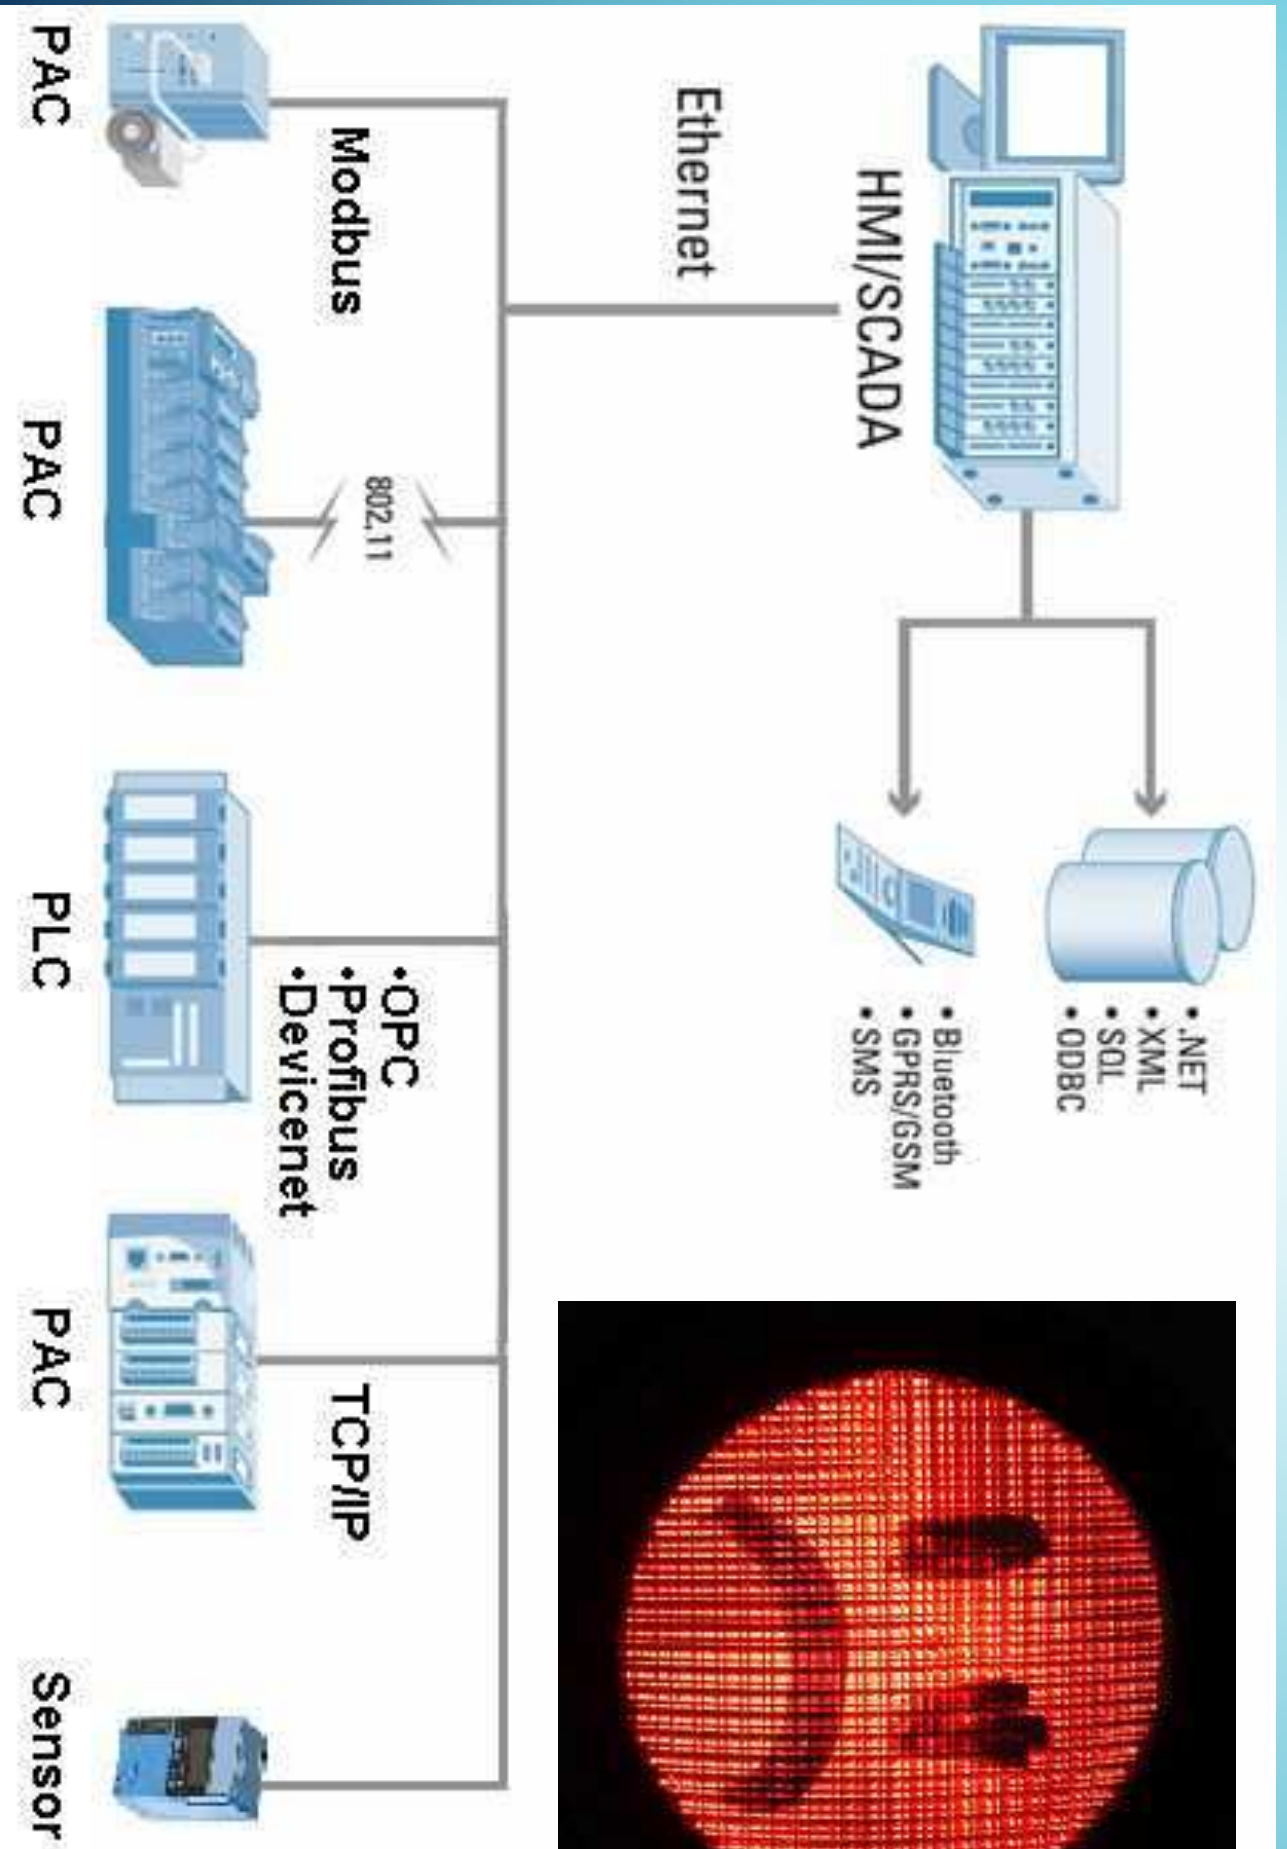 HMI/SCADA
• .NET
• XML
• SQL
• ODBC
• Bluetooth
• GPRS/GSM
• SMS
Ethernet
Modbus
802.11
•OPC
•Profibus
•Devicenet
TCP/IP
PAC
PAC
PLC
PAC
Sensor